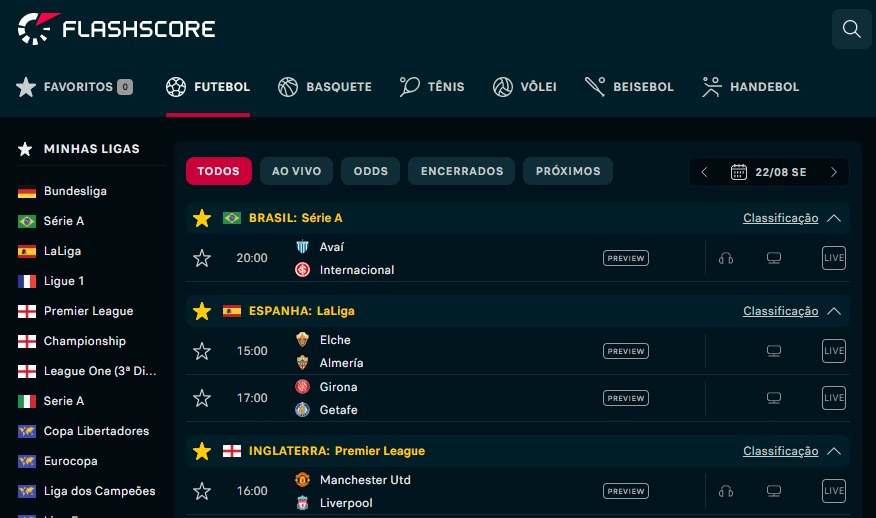 FLASHSCORE
FAVORITOS 0 FUTEBOL BASQUETE TÊNIS VÔLEI BEISEBOL HANDEBOL
MINHAS LIGAS
Bundesliga
Série A
LaLiga
Ligue 1
Premier League
Championship
League One (3ª Di...
Serie A
Copa Libertadores
Eurocopa
Liga dos Campeões
TODOS AO VIVO ODDS ENCERRADOS PRÓXIMOS 22/08 SE
BRASIL: Série A Classificação
20:00 Avaí PREVIEW LIVE
Internacional
ESPANHA: LaLiga Classificação
15:00 Elche PREVIEW LIVE
Almería
17:00 Girona PREVIEW LIVE
Getafe
INGLATERRA: Premier League Classificação
16:00 Manchester Utd PREVIEW LIVE
Liverpool